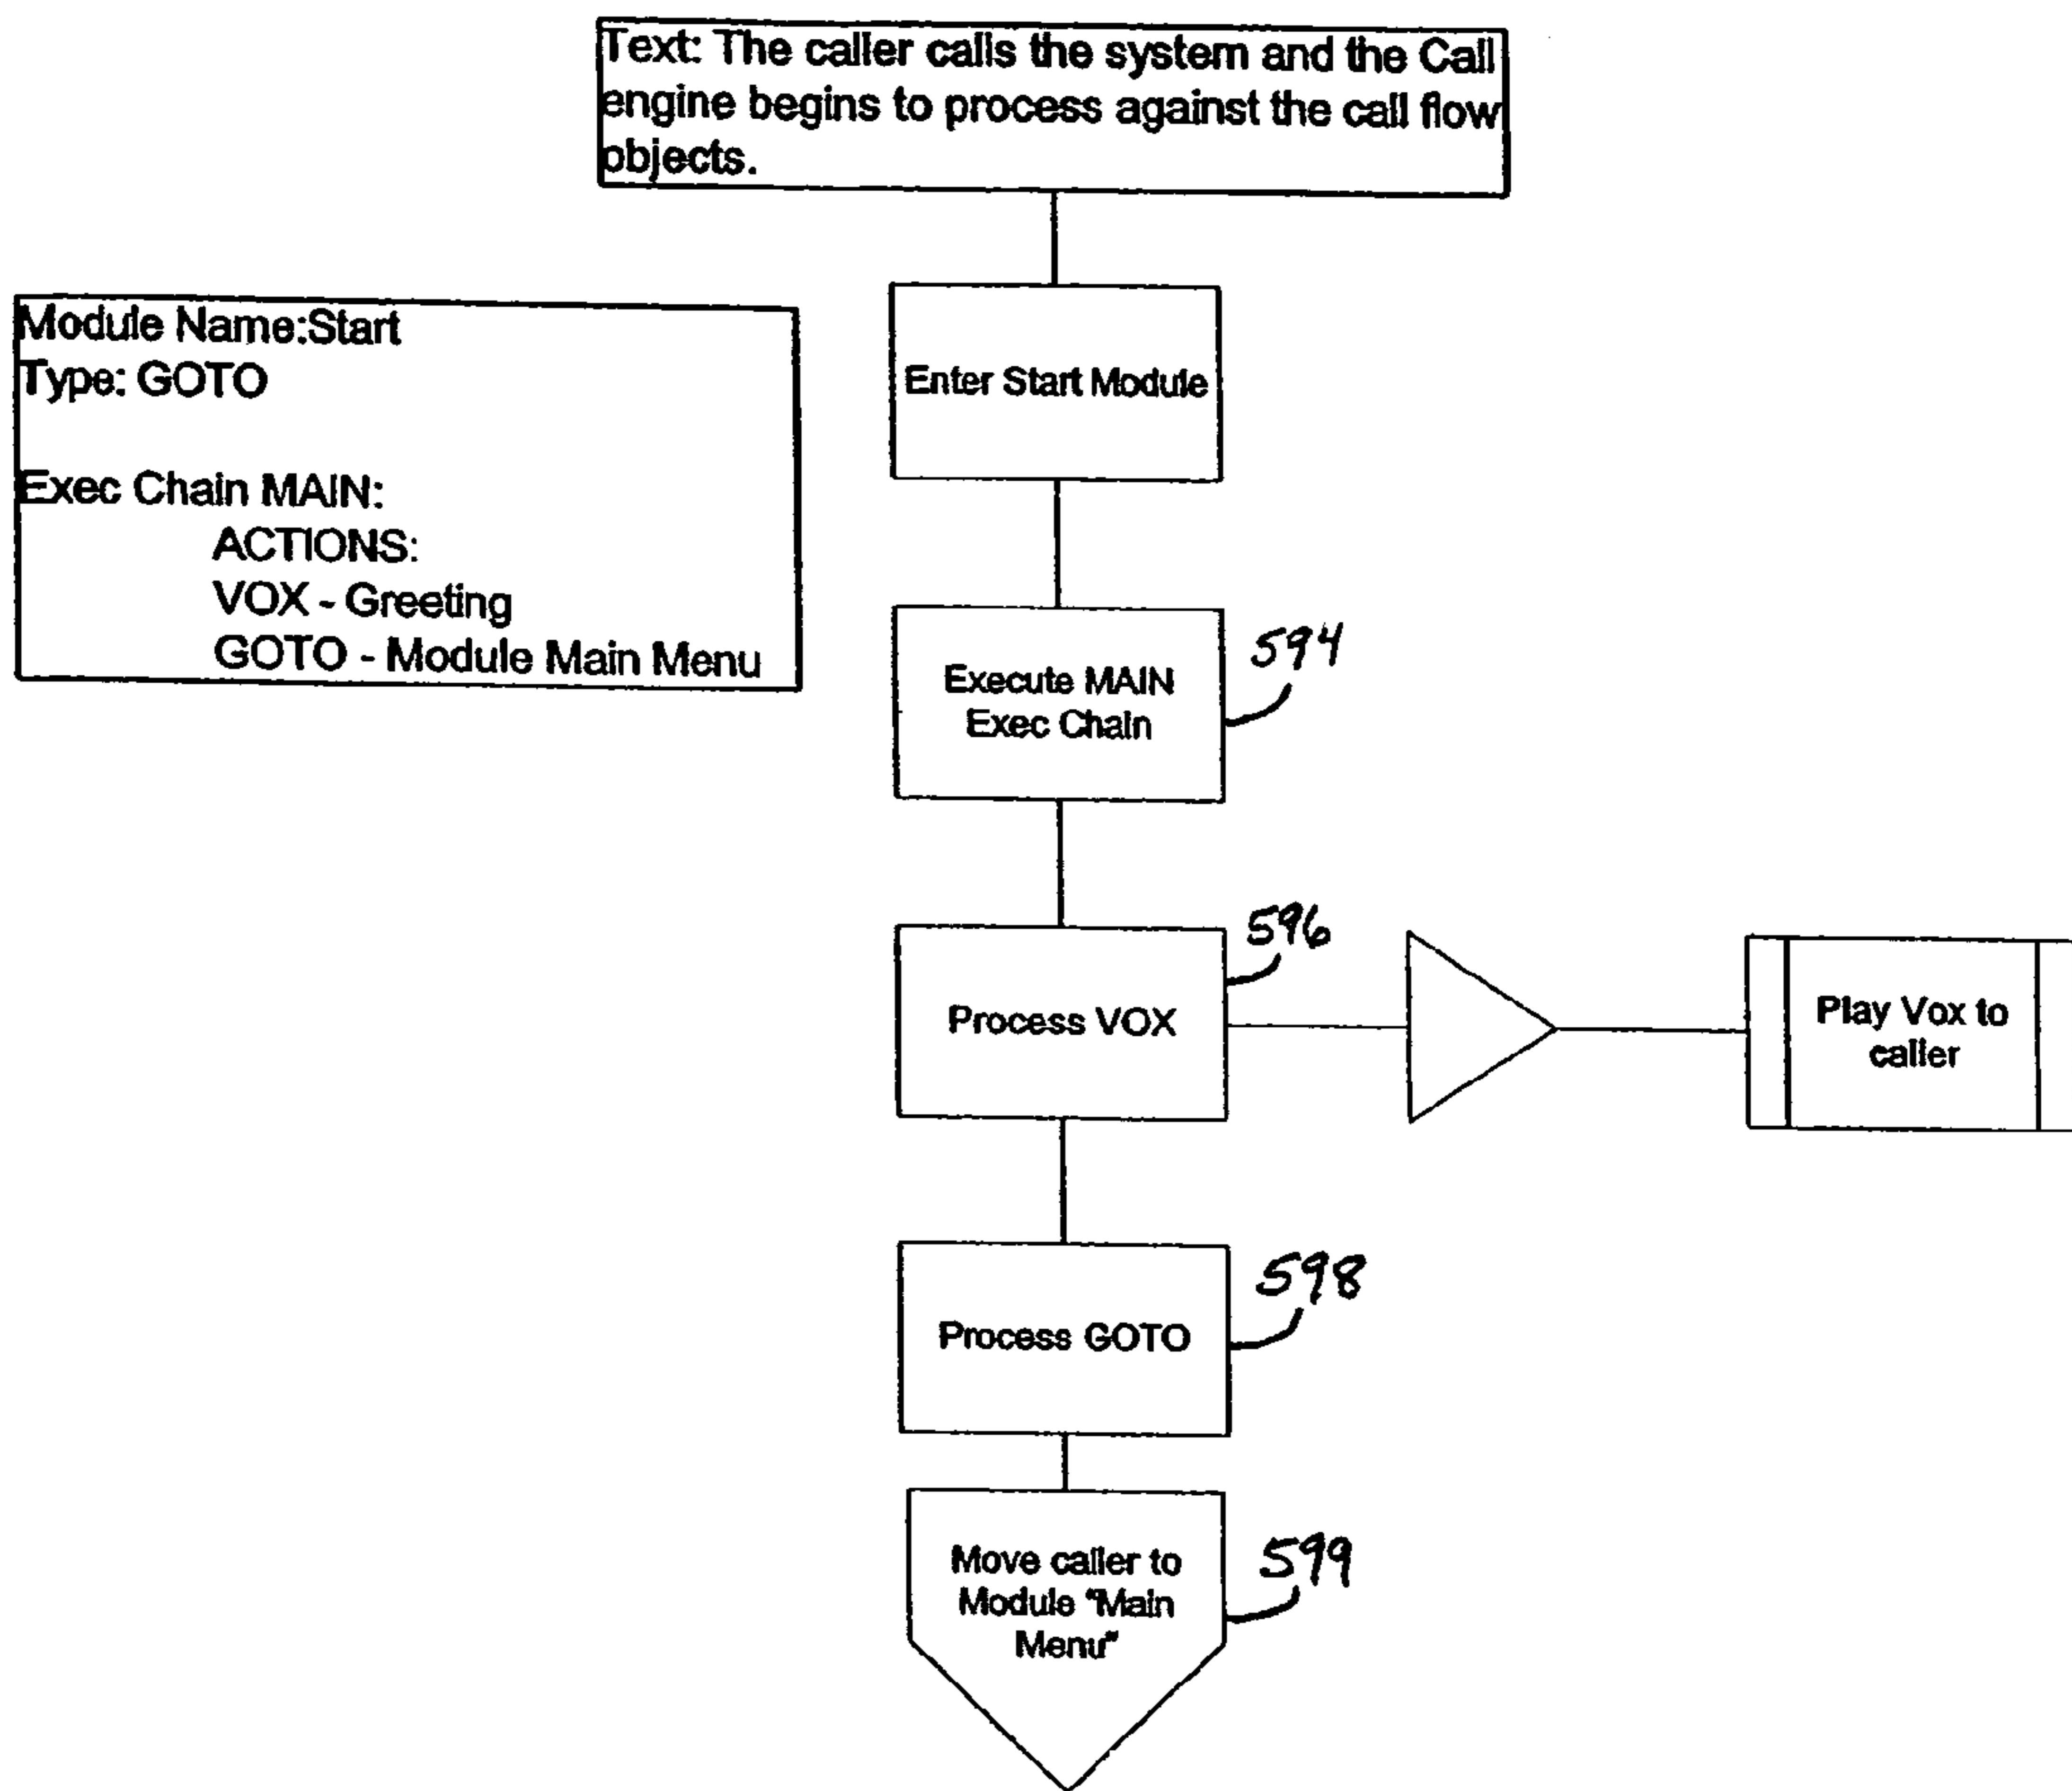 Text: The caller calls the system and the Call
engine begins to process against the call flow
objects.
Module Name:Start
Type: GOTO
Exec Chain MAIN:
ACTIONS:
VOX - Greeting
GOTO - Module Main Menu
Enter Start Module
Execute MAIN
Exec Chain
594
Process VOX
596
Play Vox to
caller
Process GOTO
598
Move caller to
Module "Main
Menu"
599